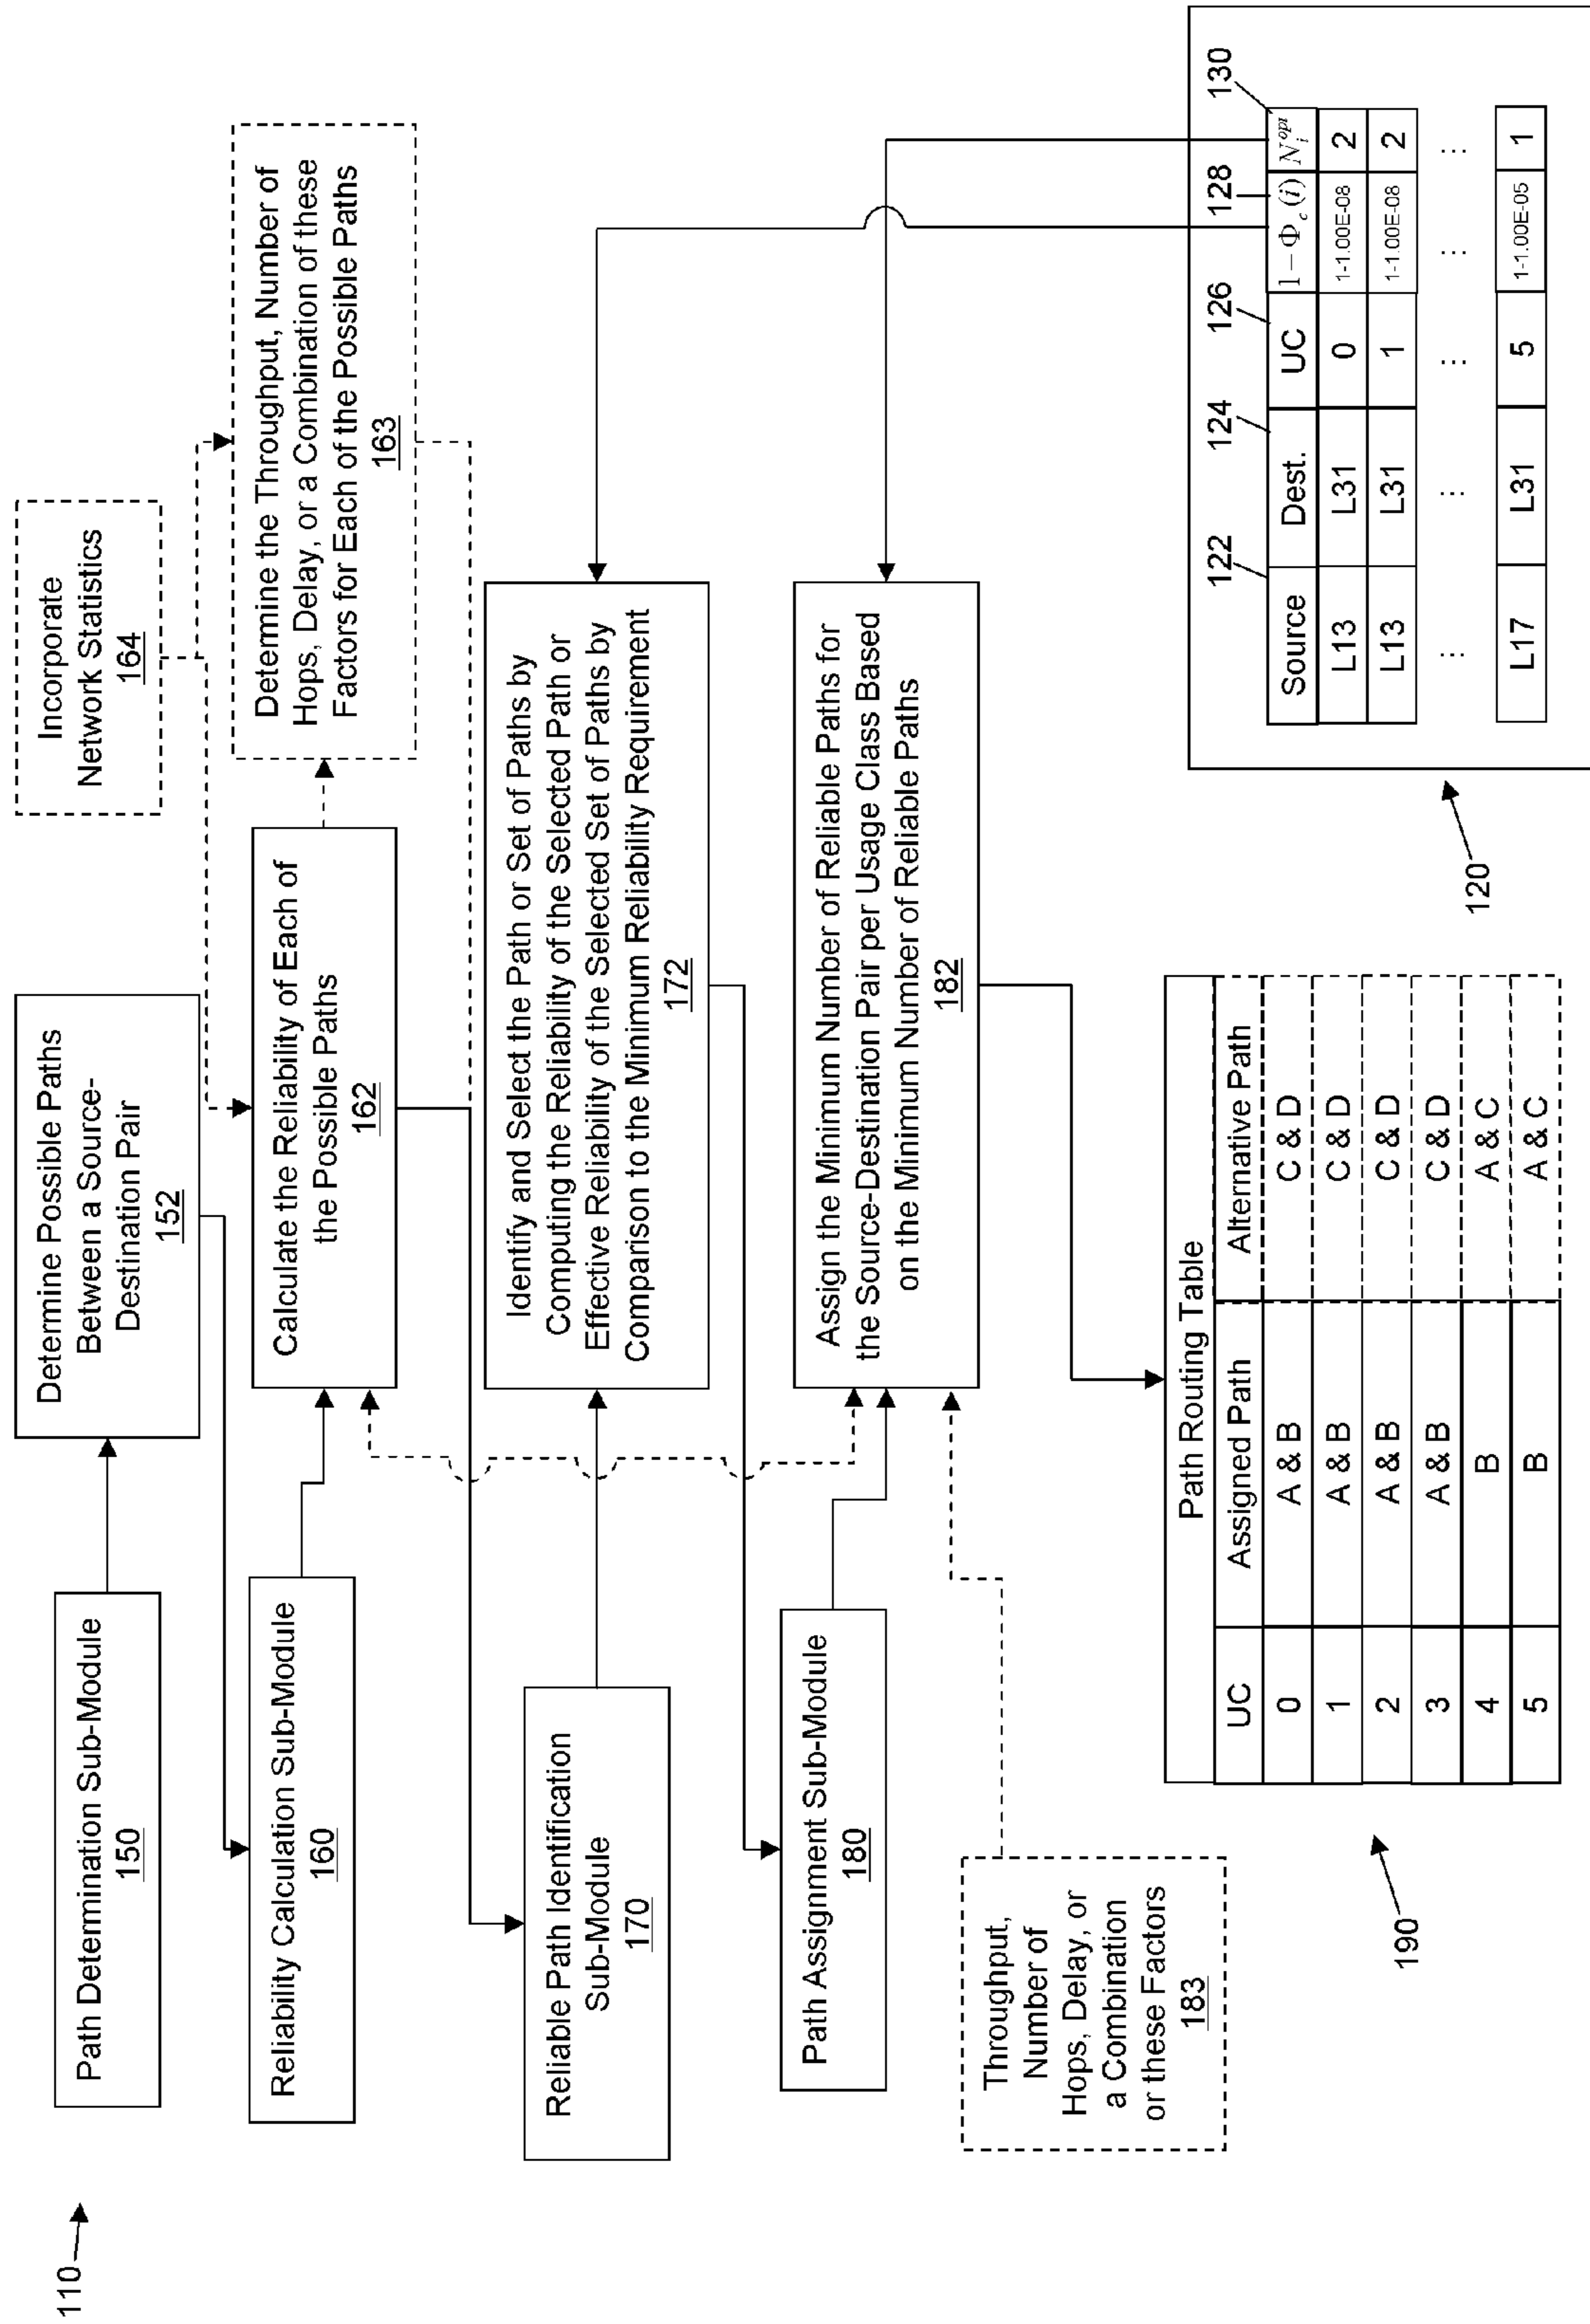 110
Path Determination Sub-Module
150
Determine Possible Paths
Between a Source-
Destination Pair
152
Incorporate
Network Statistics
164
Reliability Calculation Sub-Module
160
Calculate the Reliability of Each of
the Possible Paths
162
Determine the Throughput, Number of
Hops, Delay, or a Combination of these
Factors for Each of the Possible Paths
163
Reliable Path Identification
Sub-Module
170
Identify and Select the Path or Set of Paths by
Computing the Reliability of the Selected Path or
Effective Reliability of the Selected Set of Paths by
Comparison to the Minimum Reliability Requirement
172
Path Assignment Sub-Module
180
Assign the Minimum Number of Reliable Paths for
the Source-Destination Pair per Usage Class Based
on the Minimum Number of Reliable Paths
182
Throughput,
Number of
Hops, Delay, or
a Combination
or these Factors
183
190
Path Routing Table
UC Assigned Path Alternative Path
0 A & B C & D
1 A & B C & D
2 A & B C & D
3 A & B C & D
4 B A & C
5 B A & C
120
122 124 126 128 130
Source Dest. UC 1−Φc(i) Ni^opt
L13 L31 0 1-1.00E-08 2
L13 L31 1 1-1.00E-08 2
... ... ... ... ...
L17 L31 5 1-1.00E-05 1